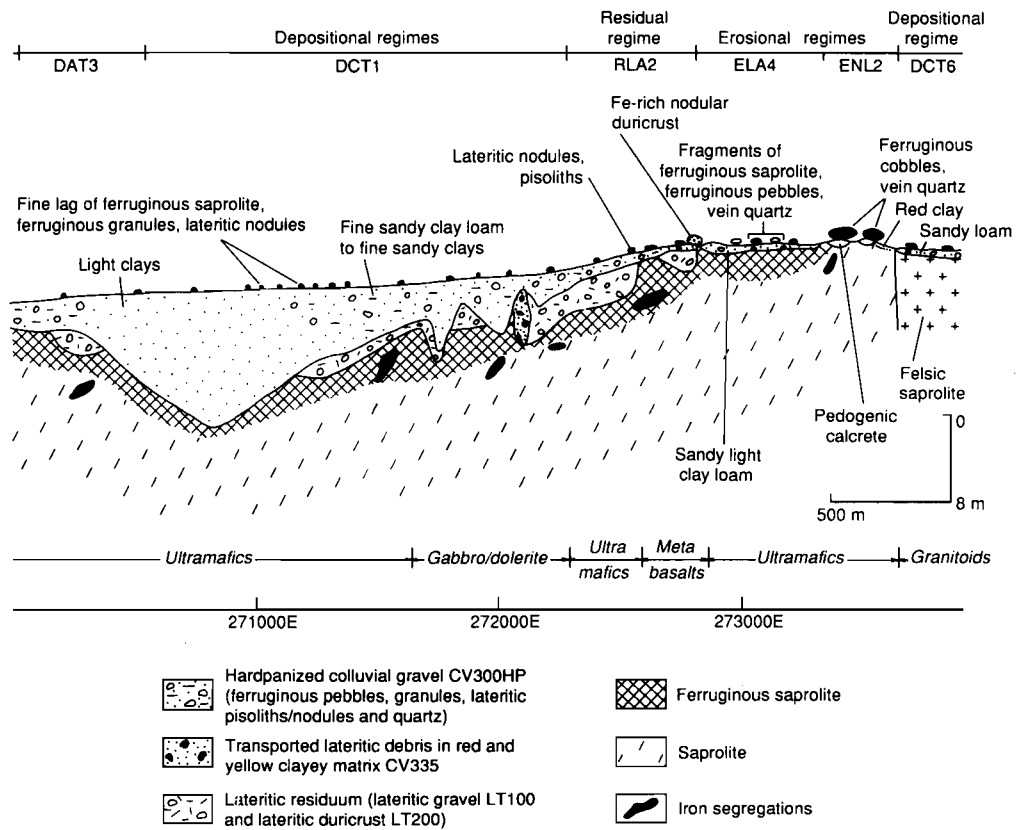 Depositional regimes
Residual
regime
Erosional regimes
Depositional
regime
DAT3
DCT1
RLA2
ELA4
ENL2
DCT6
Fe-rich nodular
duricrust
Lateritic nodules,
pisoliths
Fragments of
ferruginous saprolite,
ferruginous pebbles,
vein quartz
Ferruginous
cobbles,
vein quartz
Red clay
Sandy loam
Fine lag of ferruginous saprolite,
ferruginous granules, lateritic nodules
Fine sandy clay loam
to fine sandy clays
Light clays
Felsic
saprolite
Pedogenic
calcrete
Sandy light
clay loam
0
8 m
500 m
Ultramafics
Gabbro/dolerite
Ultra
mafics
Meta
basalts
Ultramafics
Granitoids
271000E
272000E
273000E
Hardpanized colluvial gravel CV300HP
(ferruginous pebbles, granules, lateritic
pisoliths/nodules and quartz)
Transported lateritic debris in red and
yellow clayey matrix CV335
Lateritic residuum (lateritic gravel LT100
and lateritic duricrust LT200)
Ferruginous saprolite
Saprolite
Iron segregations